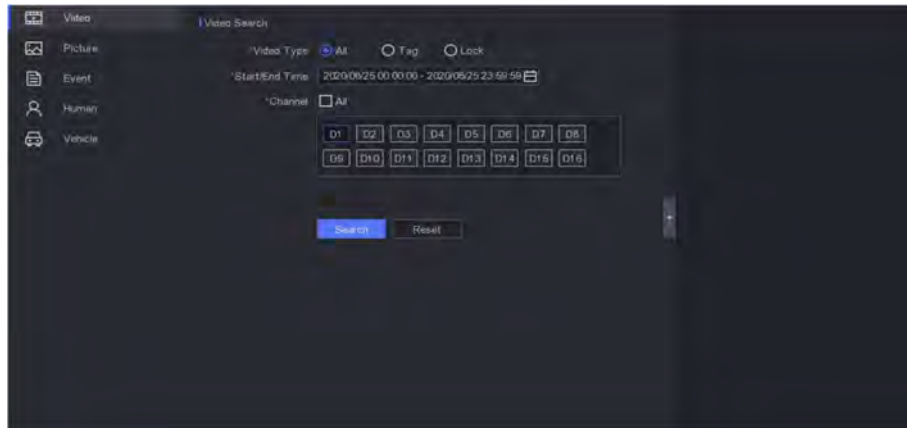 Video
Picture
Event
Human
Vehicle
Video Search
*Video Type All Tag Lock
*Start/End Time 2020/06/25 00:00:00 - 2020/06/25 23:59:59
*Channel All
D1 D2 D3 D4 D5 D6 D7 D8
D9 D10 D11 D12 D13 D14 D15 D16
Search Reset